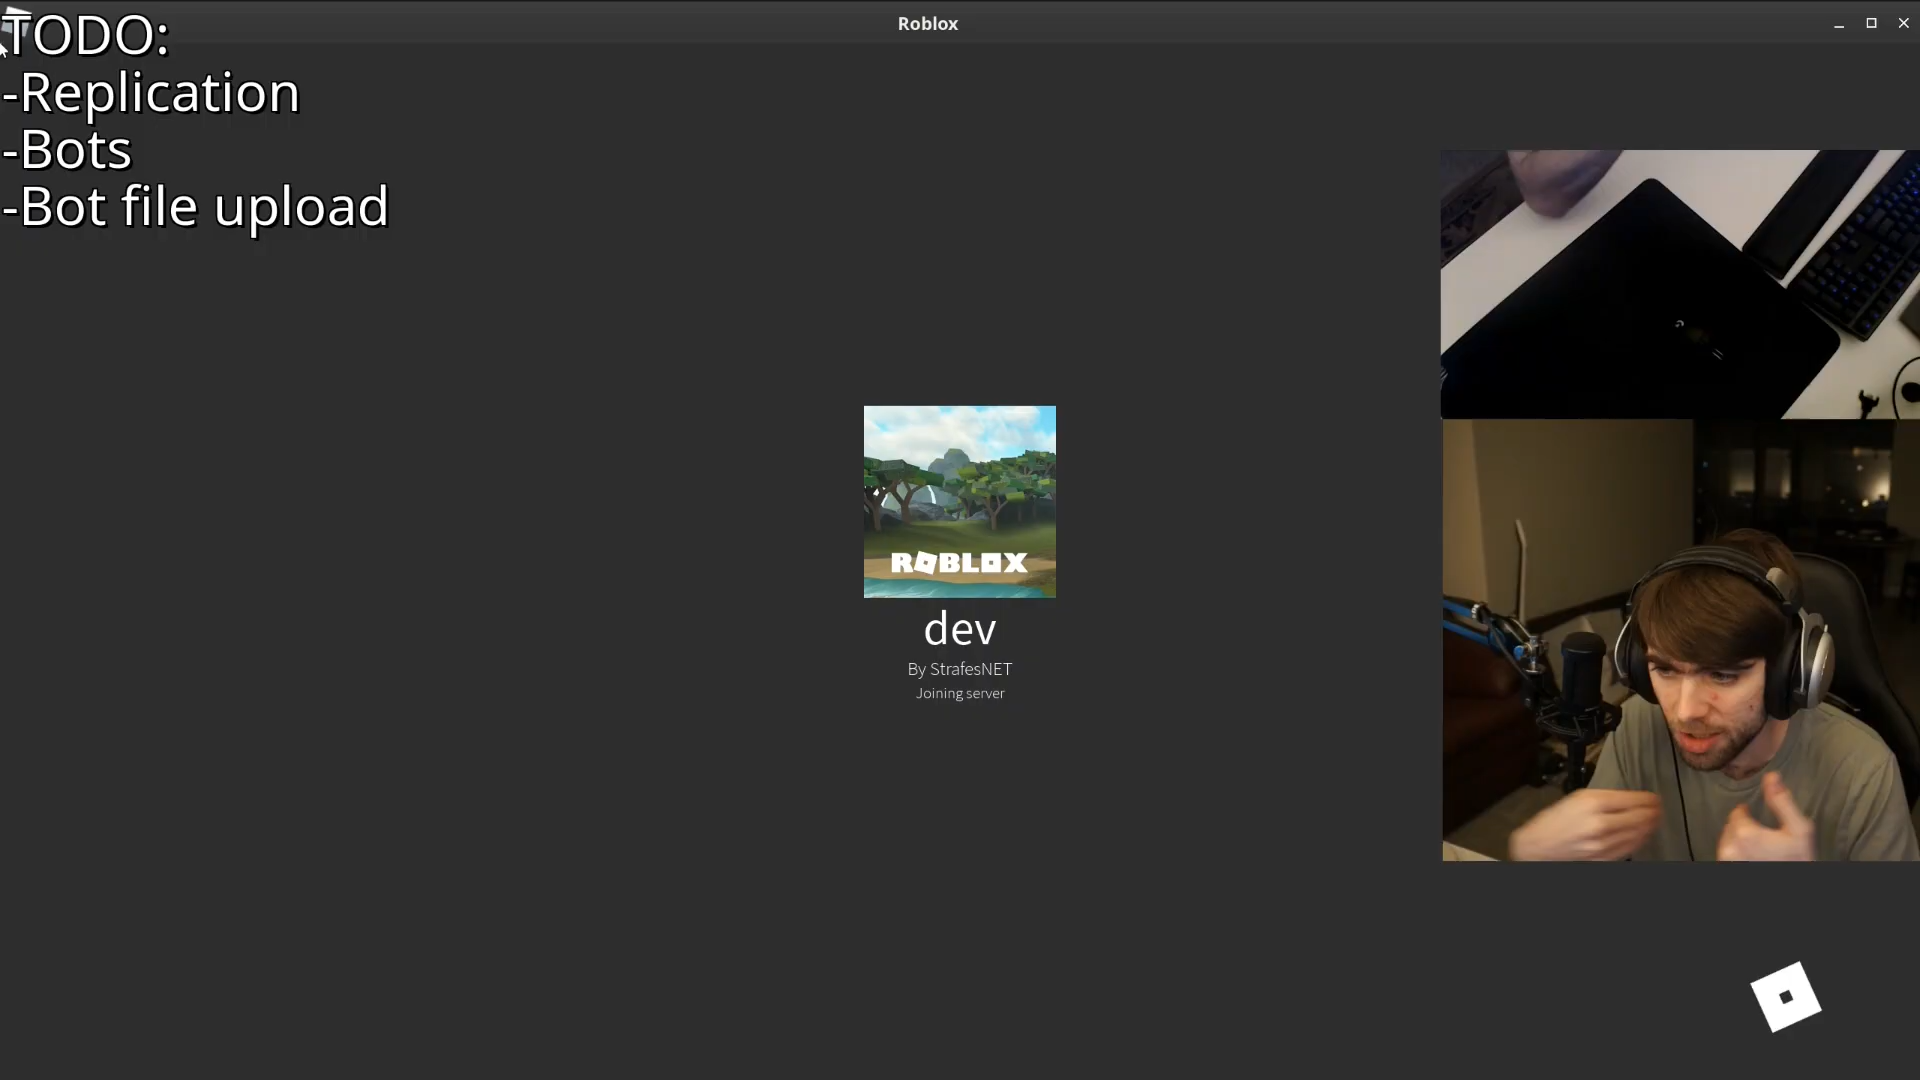 Roblox
TODO:
-Replication
-Bots
-Bot file upload
ROBLOX
dev
By StrafesNET
Joining server